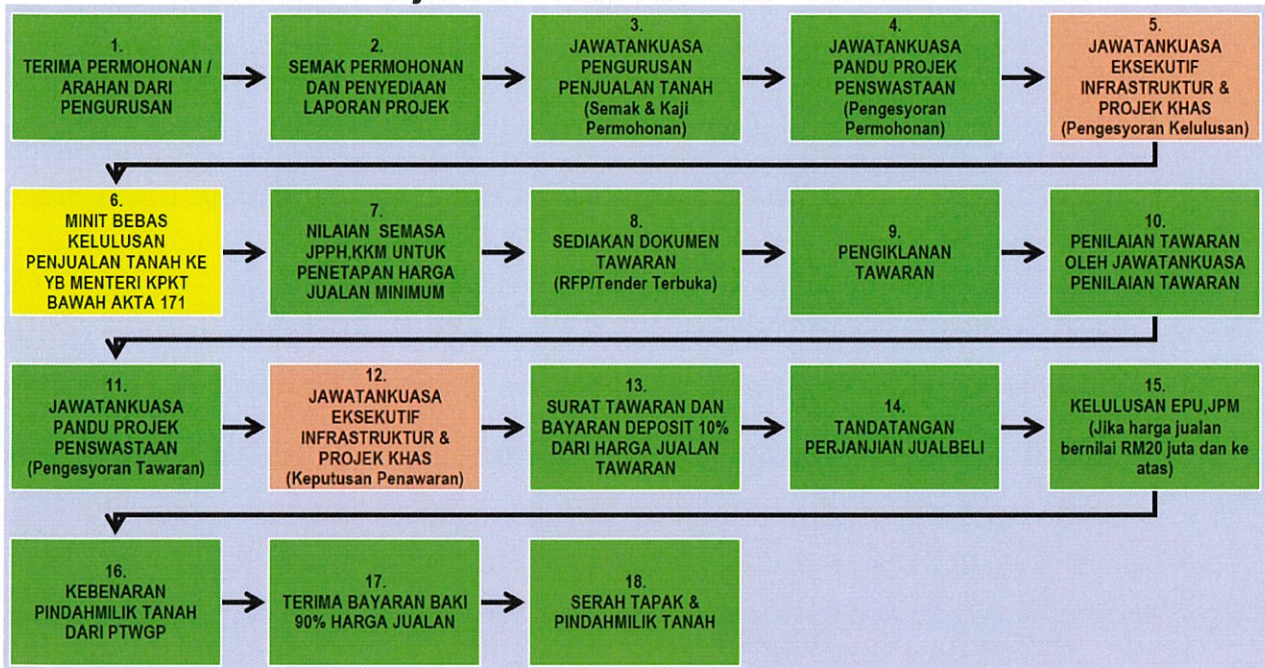 1.
TERIMA PERMOHONAN /
ARAHAN DARI
PENGURUSAN
2.
SEMAK PERMOHONAN
DAN PENYEDIAAN
LAPORAN PROJEK
3.
JAWATANKUASA
PENGURUSAN
PENJUALAN TANAH
(Semak & Kaji
Permohonan)
4.
JAWATANKUASA
PANDU PROJEK
PENSWASTAAN
(Pengesyoran
Permohonan)
5.
JAWATANKUASA
EKSEKUTIF
INFRASTRUKTUR &
PROJEK KHAS
(Pengesyoran Kelulusan)
6.
MINIT BEBAS
KELULUSAN
PENJUALAN TANAH KE
YB MENTERI KPKT
BAWAH AKTA 171
7.
NILAIAN SEMASA
JPPH,KKM UNTUK
PENETAPAN HARGA
JUALAN MINIMUM
8.
SEDIAKAN DOKUMEN
TAWARAN
(RFP/Tender Terbuka)
9.
PENGIKLANAN
TAWARAN
10.
PENILAIAN TAWARAN
OLEH JAWATANKUASA
PENILAIAN TAWARAN
11.
JAWATANKUASA
PANDU PROJEK
PENSWASTAAN
(Pengesyoran Tawaran)
12.
JAWATANKUASA
EKSEKUTIF
INFRASTRUKTUR &
PROJEK KHAS
(Keputusan Penawaran)
13.
SURAT TAWARAN DAN
BAYARAN DEPOSIT 10%
DARI HARGA JUALAN
TAWARAN
14.
TANDATANGAN
PERJANJIAN JUALBELI
15.
KELULUSAN EPU,JPM
(Jika harga jualan
bernilai RM20 juta dan ke
atas)
16.
KEBENARAN
PINDAHMILIK TANAH
DARI PTWGP
17.
TERIMA BAYARAN BAKI
90% HARGA JUALAN
18.
SERAH TAPAK &
PINDAHMILIK TANAH